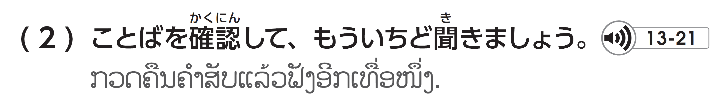 (2) ことばを確認して、もういちど聞きましょう。 13-21
ກວດຄືນຄຳສັບແລ້ວຟັງອີກເທື່ອໜຶ່ງ.